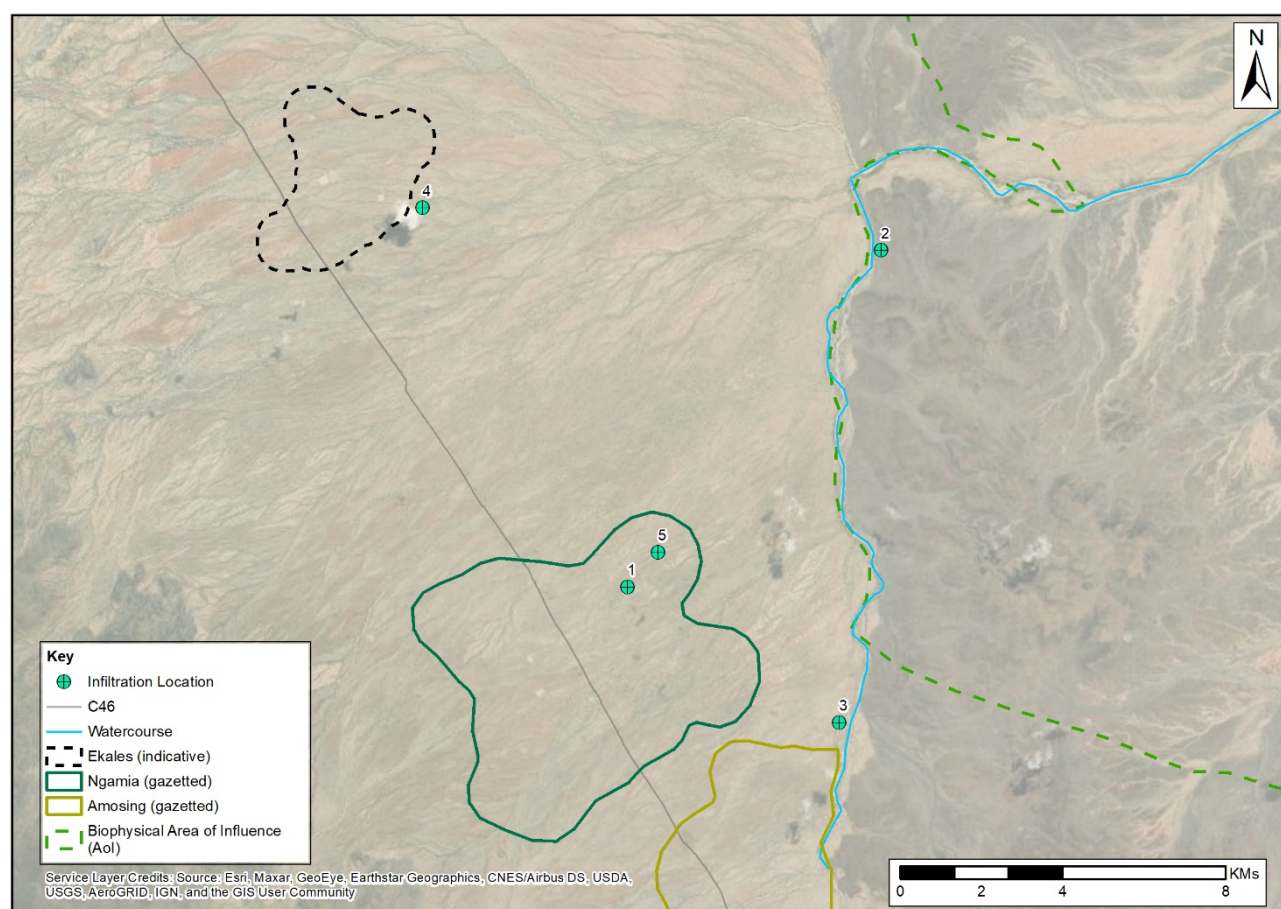 N
4
2
5
1
3
Key
Infiltration Location
C46
Watercourse
Ekales (indicative)
Ngamia (gazetted)
Amosing (gazetted)
Biophysical Area of Influence
(AoI)
Service Layer Credits: Source: Esri, Maxar, GeoEye, Earthstar Geographics, CNES/Airbus DS, USDA,
USGS, AeroGRID, IGN, and the GIS User Community
KMs
0 2 4 8